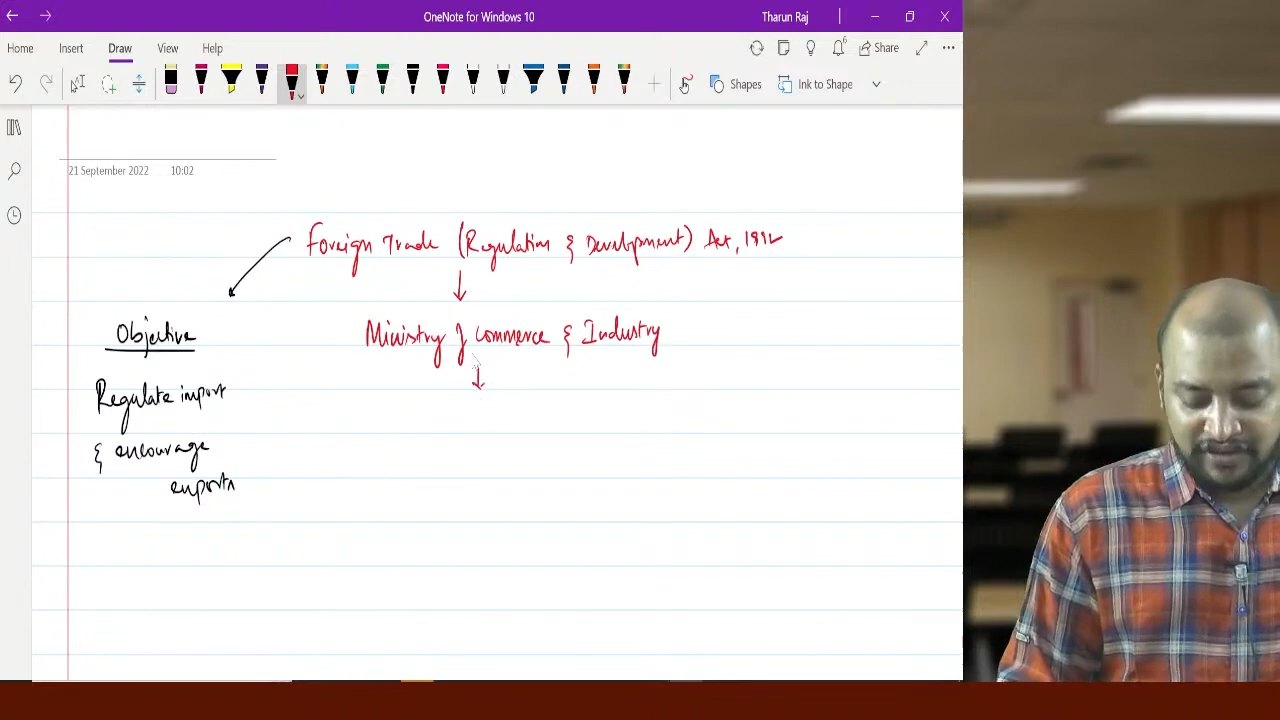 OneNote for Windows 10
Tharun Raj
Home Insert Draw View Help
6 Share
Shapes Ink to Shape
21 September 2022 10:02
Foreign Trade (Regulation & Development) Act, 1992
Ministry of Commerce & Industry
Objective
Regulate import
& encourage
exports